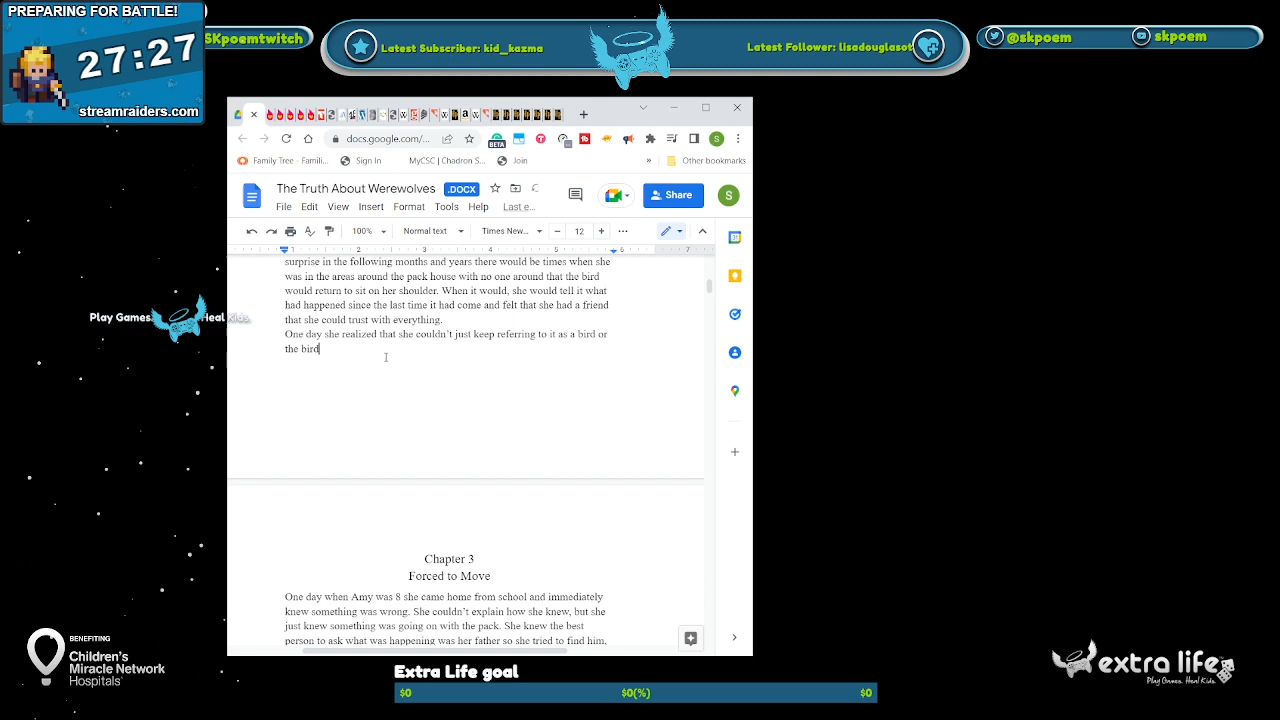 PREPARING FOR BATTLE!
27:27
streamraiders.com
SKpoemtwitch
Latest Subscriber: kid_kazma
Latest Follower: lisadouglasot
@skpoem
skpoem
docs.google.com/...
BETA
Family Tree - Famili...
Sign In
MyCSC | Chadron S...
Join
»
Other bookmarks
The Truth About Werewolves
.DOCX
Share
S
File
Edit
View
Insert
Format
Tools
Help
Last e...
100%
Normal text
Times New...
12
1 2 3 4 5 6 7
surprise in the following months and years there would be times when she
was in the areas around the pack house with no one around that the bird
would return to sit on her shoulder. When it would, she would tell it what
had happened since the last time it had come and felt that she had a friend
that she could trust with everything.
One day she realized that she couldn't just keep referring to it as a bird or
the bird
Play Games. Heal Kids.
Chapter 3
Forced to Move
One day when Amy was 8 she came home from school and immediately
knew something was wrong. She couldn't explain how she knew, but she
just knew something was going on with the pack. She knew the best
person to ask what was happening was her father so she tried to find him,
BENEFITING
Children's
Miracle Network
Hospitals
Extra Life goal
$0
$0(%)
$0
extra life
Play Games. Heal Kids.